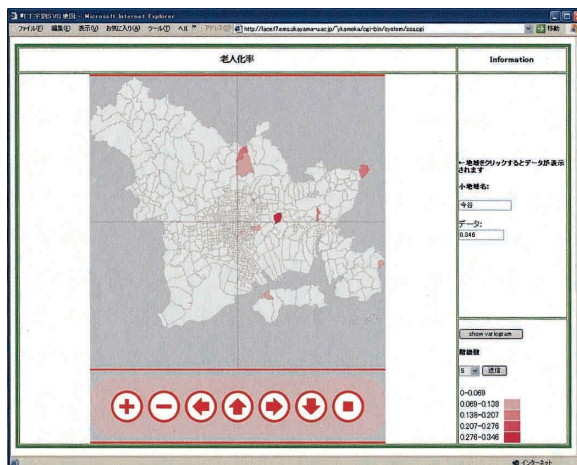 町丁字別SVG地図 - Microsoft Internet Explorer
ファイル(F) 編集(E) 表示(V) お気に入り(A) ツール(T) ヘル »
移動
老人化率
Information
←地域をクリックするとデータが表示
されます
小地域名:
今谷
データ:
0.346
show variogram
階級数
6 送信
0-0.069
0.069-0.138
0.138-0.207
0.207-0.276
0.276-0.346
インターネット